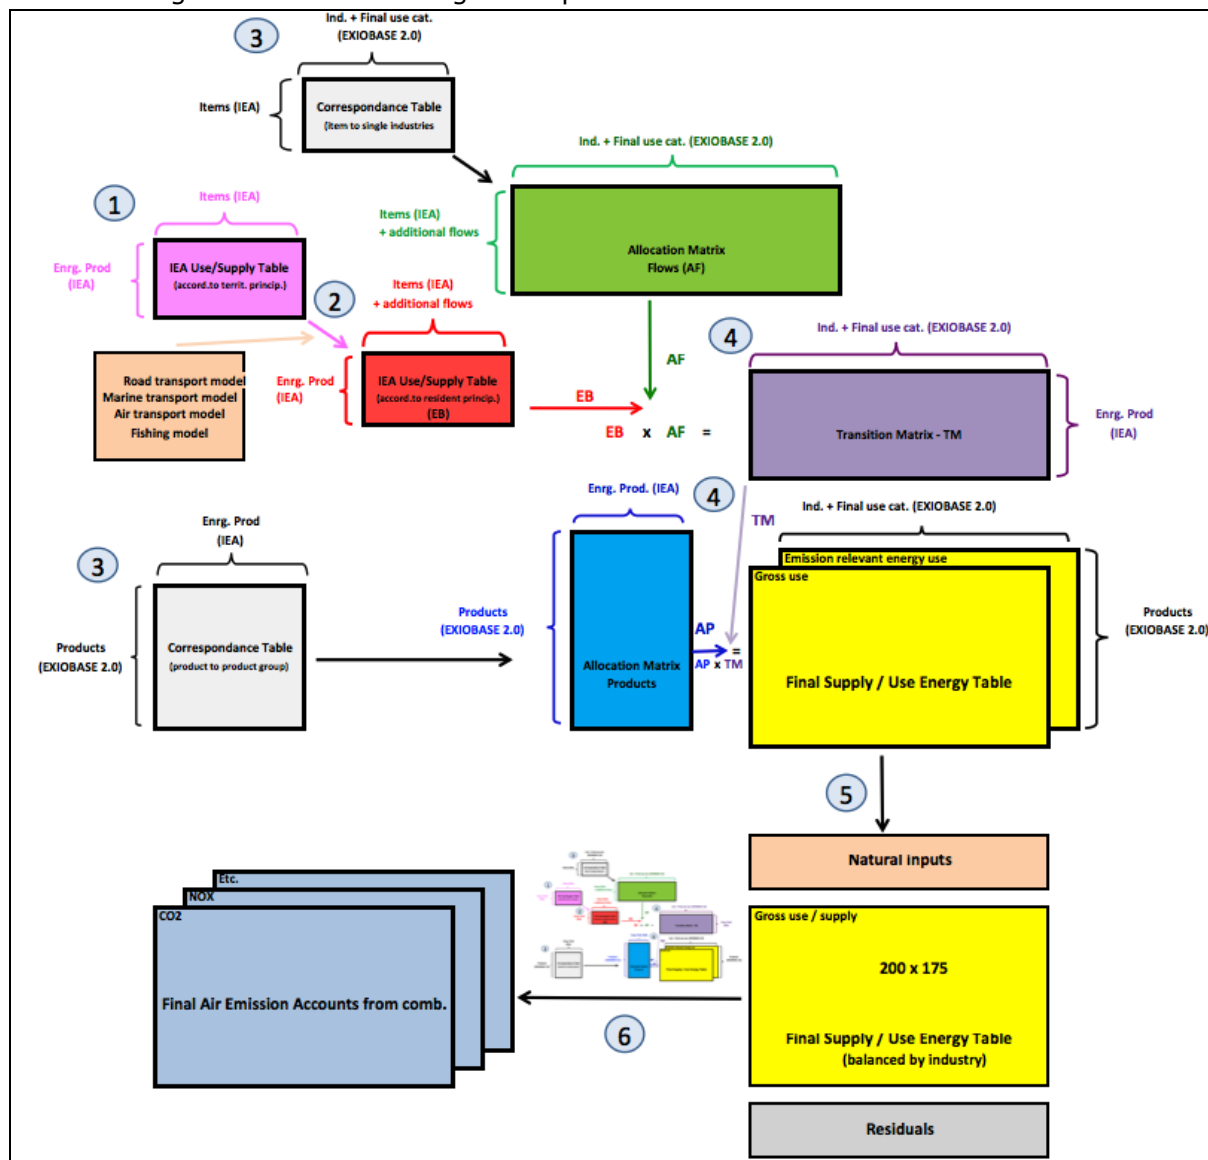 Ind. + Final use cat.
(EXIOBASE 2.0)
3
Items (IEA)
Correspondance Table
(item to single industries
Ind. + Final use cat. (EXIOBASE 2.0)
Items (IEA)
+ additional flows
Allocation Matrix
Flows (AF)
1
Items (IEA)
Enrg. Prod
(IEA)
IEA Use/Supply Table
(accord.to territ. princip.)
2
Items (IEA)
+ additional flows
Road transport model
Marine transport model
Air transport model
Fishing model
Enrg. Prod
(IEA)
IEA Use/Supply Table
(accord.to resident princip.)
(EB)
EB
AF
EB x AF =
4
Ind. + Final use cat. (EXIOBASE 2.0)
Transition Matrix - TM
Enrg. Prod
(IEA)
Enrg. Prod. (IEA)
4
TM
Ind. + Final use cat. (EXIOBASE 2.0)
3
Enrg. Prod
(IEA)
Products
(EXIOBASE 2.0)
Correspondance Table
(product to product group)
Products
(EXIOBASE 2.0)
Allocation Matrix
Products
AP
AP x TM
=
Emission relevant energy use
Gross use
Final Supply / Use Energy Table
Products
(EXIOBASE 2.0)
5
Natural inputs
Gross use / supply
200 x 175
Final Supply / Use Energy Table
(balanced by industry)
Residuals
6
Etc.
NOX
CO2
Final Air Emission Accounts from comb.